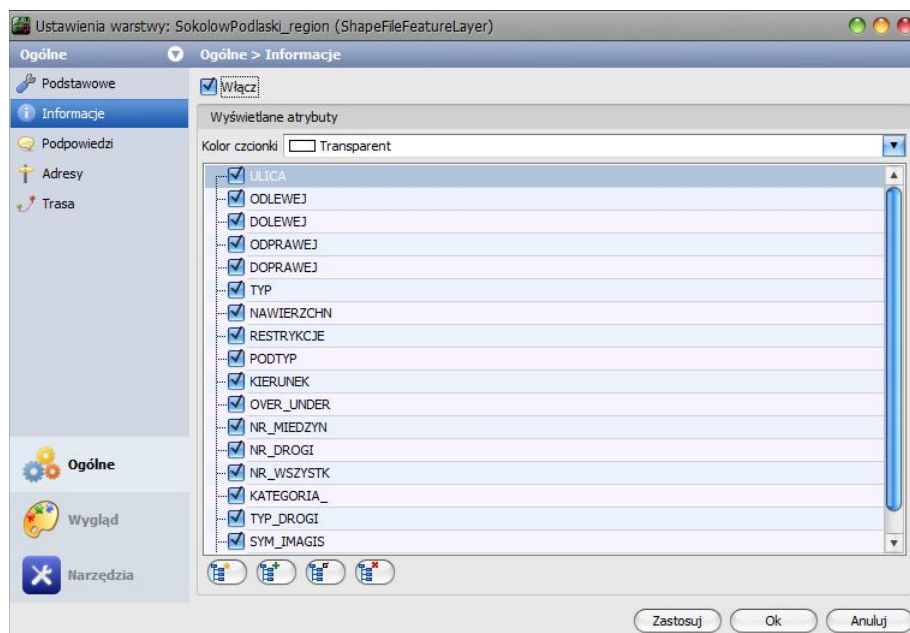 Ustawienia warstwy: SokolowPodlaski_region (ShapeFileFeatureLayer)
Ogólne
Ogólne > Informacje
Podstawowe
Informacje
Podpowiedzi
Adresy
Trasa
Włącz
Wyświetlane atrybuty
Kolor czcionki
Transparent
ULICA
ODLEWEJ
DOLEWEJ
ODPRAWEJ
DOPRAWEJ
TYP
NAWIERZCHN
RESTRYKCJE
PODTYP
KIERUNEK
OVER_UNDER
NR_MIEDZYN
NR_DROGI
NR_WSZYSTK
KATEGORIA_
TYP_DROGI
SYM_IMAGIS
Ogólne
Wygląd
Narzędzia
Zastosuj
Ok
Anuluj